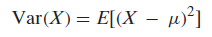 Var(X) = E[(X − μ)²]